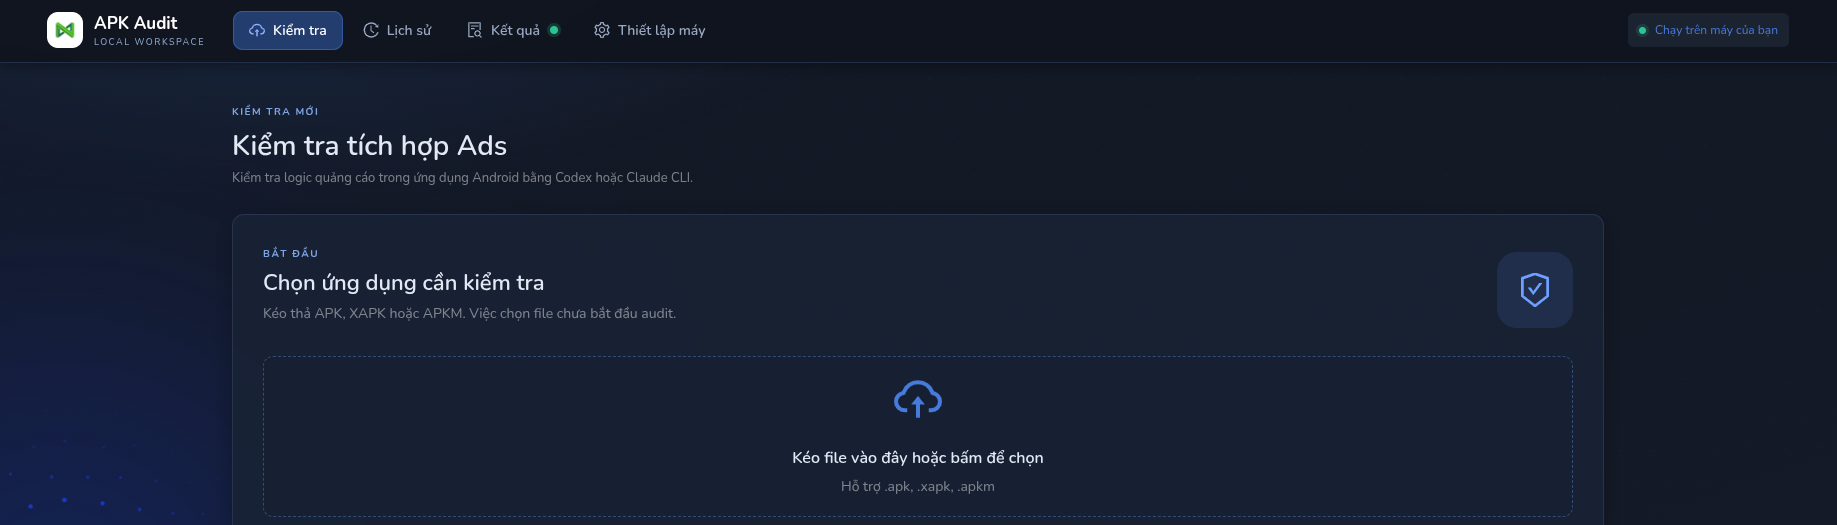 APK Audit
LOCAL WORKSPACE
Kiểm tra
Lịch sử
Kết quả
Thiết lập máy
Chạy trên máy của bạn
KIỂM TRA MỚI
Kiểm tra tích hợp Ads
Kiểm tra logic quảng cáo trong ứng dụng Android bằng Codex hoặc Claude CLI.
BẮT ĐẦU
Chọn ứng dụng cần kiểm tra
Kéo thả APK, XAPK hoặc APKM. Việc chọn file chưa bắt đầu audit.
Kéo file vào đây hoặc bấm để chọn
Hỗ trợ .apk, .xapk, .apkm